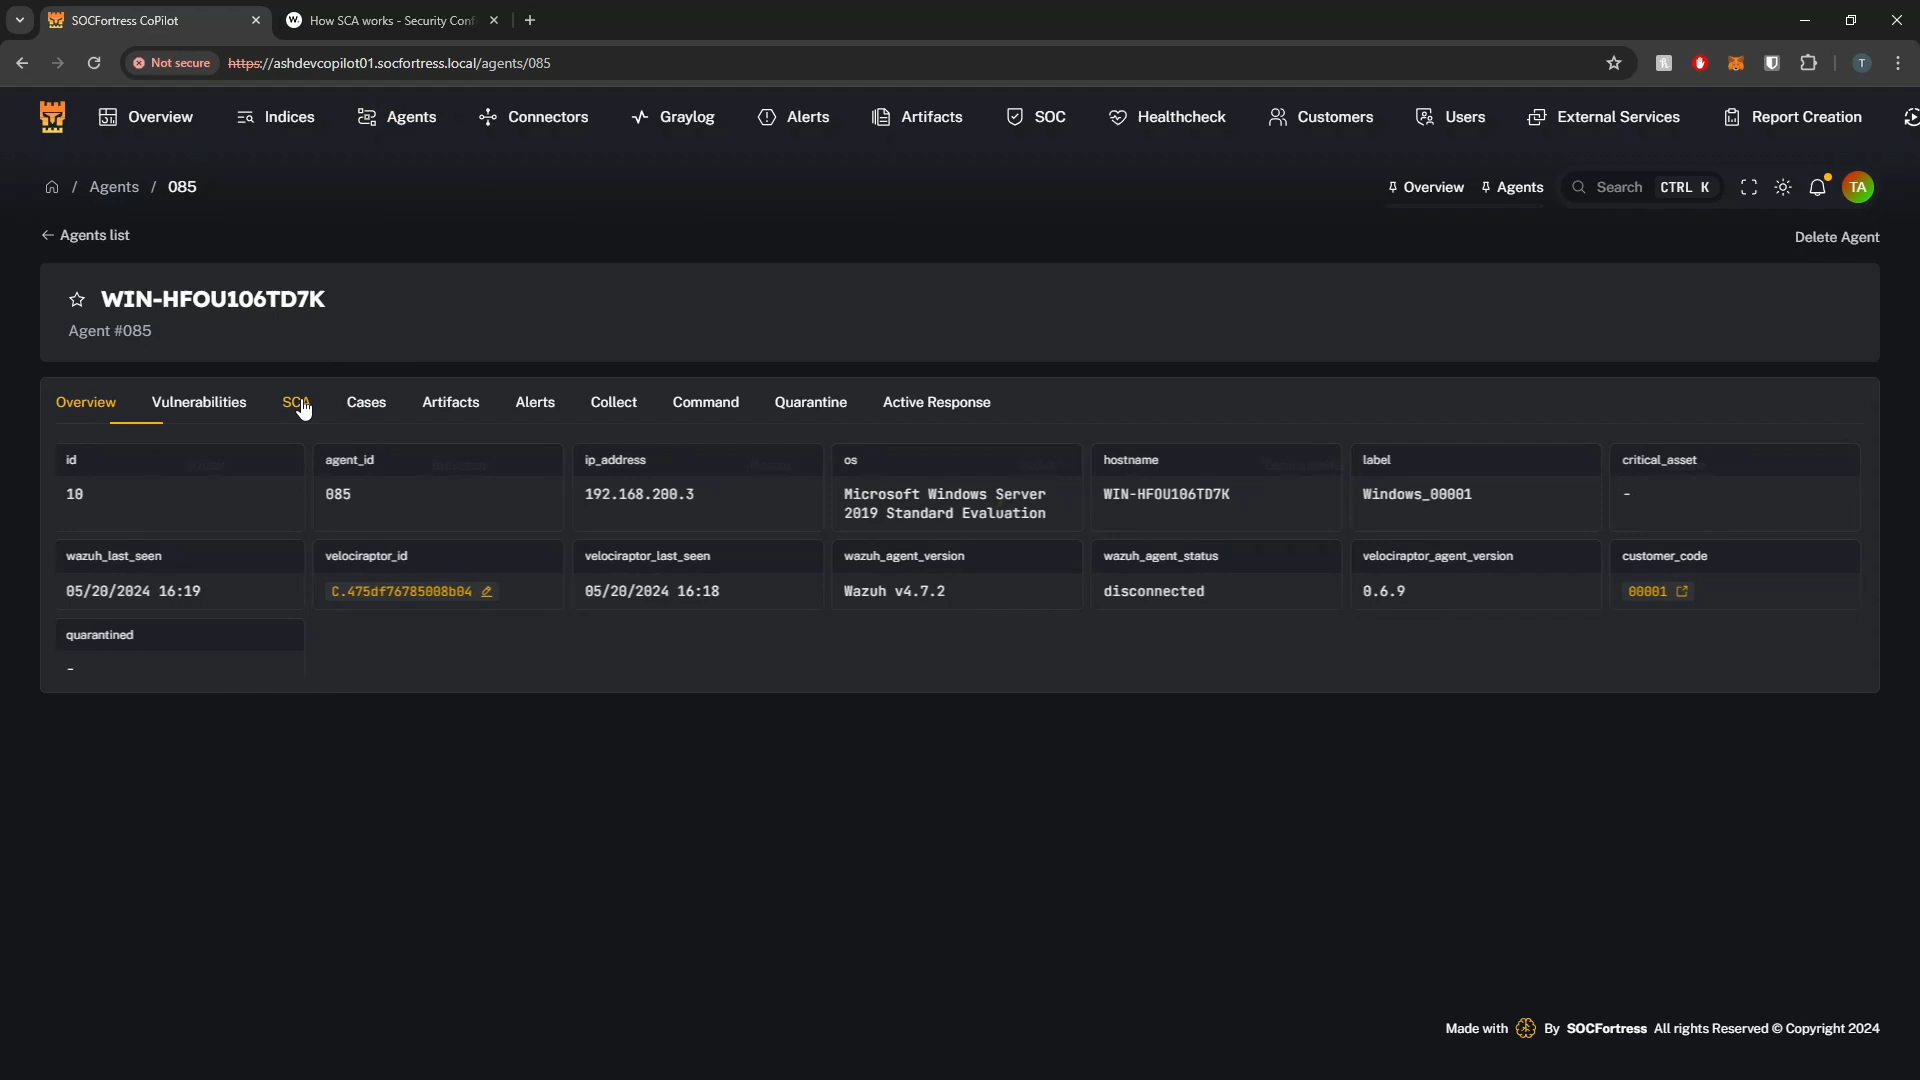 SOCFortress CoPilot
How SCA works - Security Conf
Not secure
https://ashdevcopilot01.socfortress.local/agents/085
T
Overview
Indices
Agents
Connectors
Graylog
Alerts
Artifacts
SOC
Healthcheck
Customers
Users
External Services
Report Creation
/ Agents / 085
Overview
Agents
Search CTRL K
TA
Agents list
Delete Agent
WIN-HFOU106TD7K
Agent #085
Overview
Vulnerabilities
SCA
Cases
Artifacts
Alerts
Collect
Command
Quarantine
Active Response
id
10
agent_id
085
ip_address
192.168.200.3
os
Microsoft Windows Server
2019 Standard Evaluation
hostname
WIN-HFOU106TD7K
label
Windows_00001
critical_asset
-
wazuh_last_seen
05/20/2024 16:19
velociraptor_id
C.475df76785008b04
velociraptor_last_seen
05/20/2024 16:18
wazuh_agent_version
Wazuh v4.7.2
wazuh_agent_status
disconnected
velociraptor_agent_version
0.6.9
customer_code
00001
quarantined
-
Made with By SOCFortress All rights Reserved © Copyright 2024